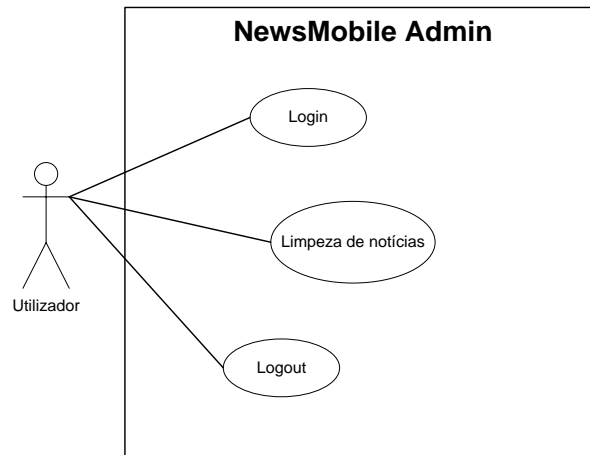 NewsMobile Admin
Login
Limpeza de notícias
Utilizador
Logout